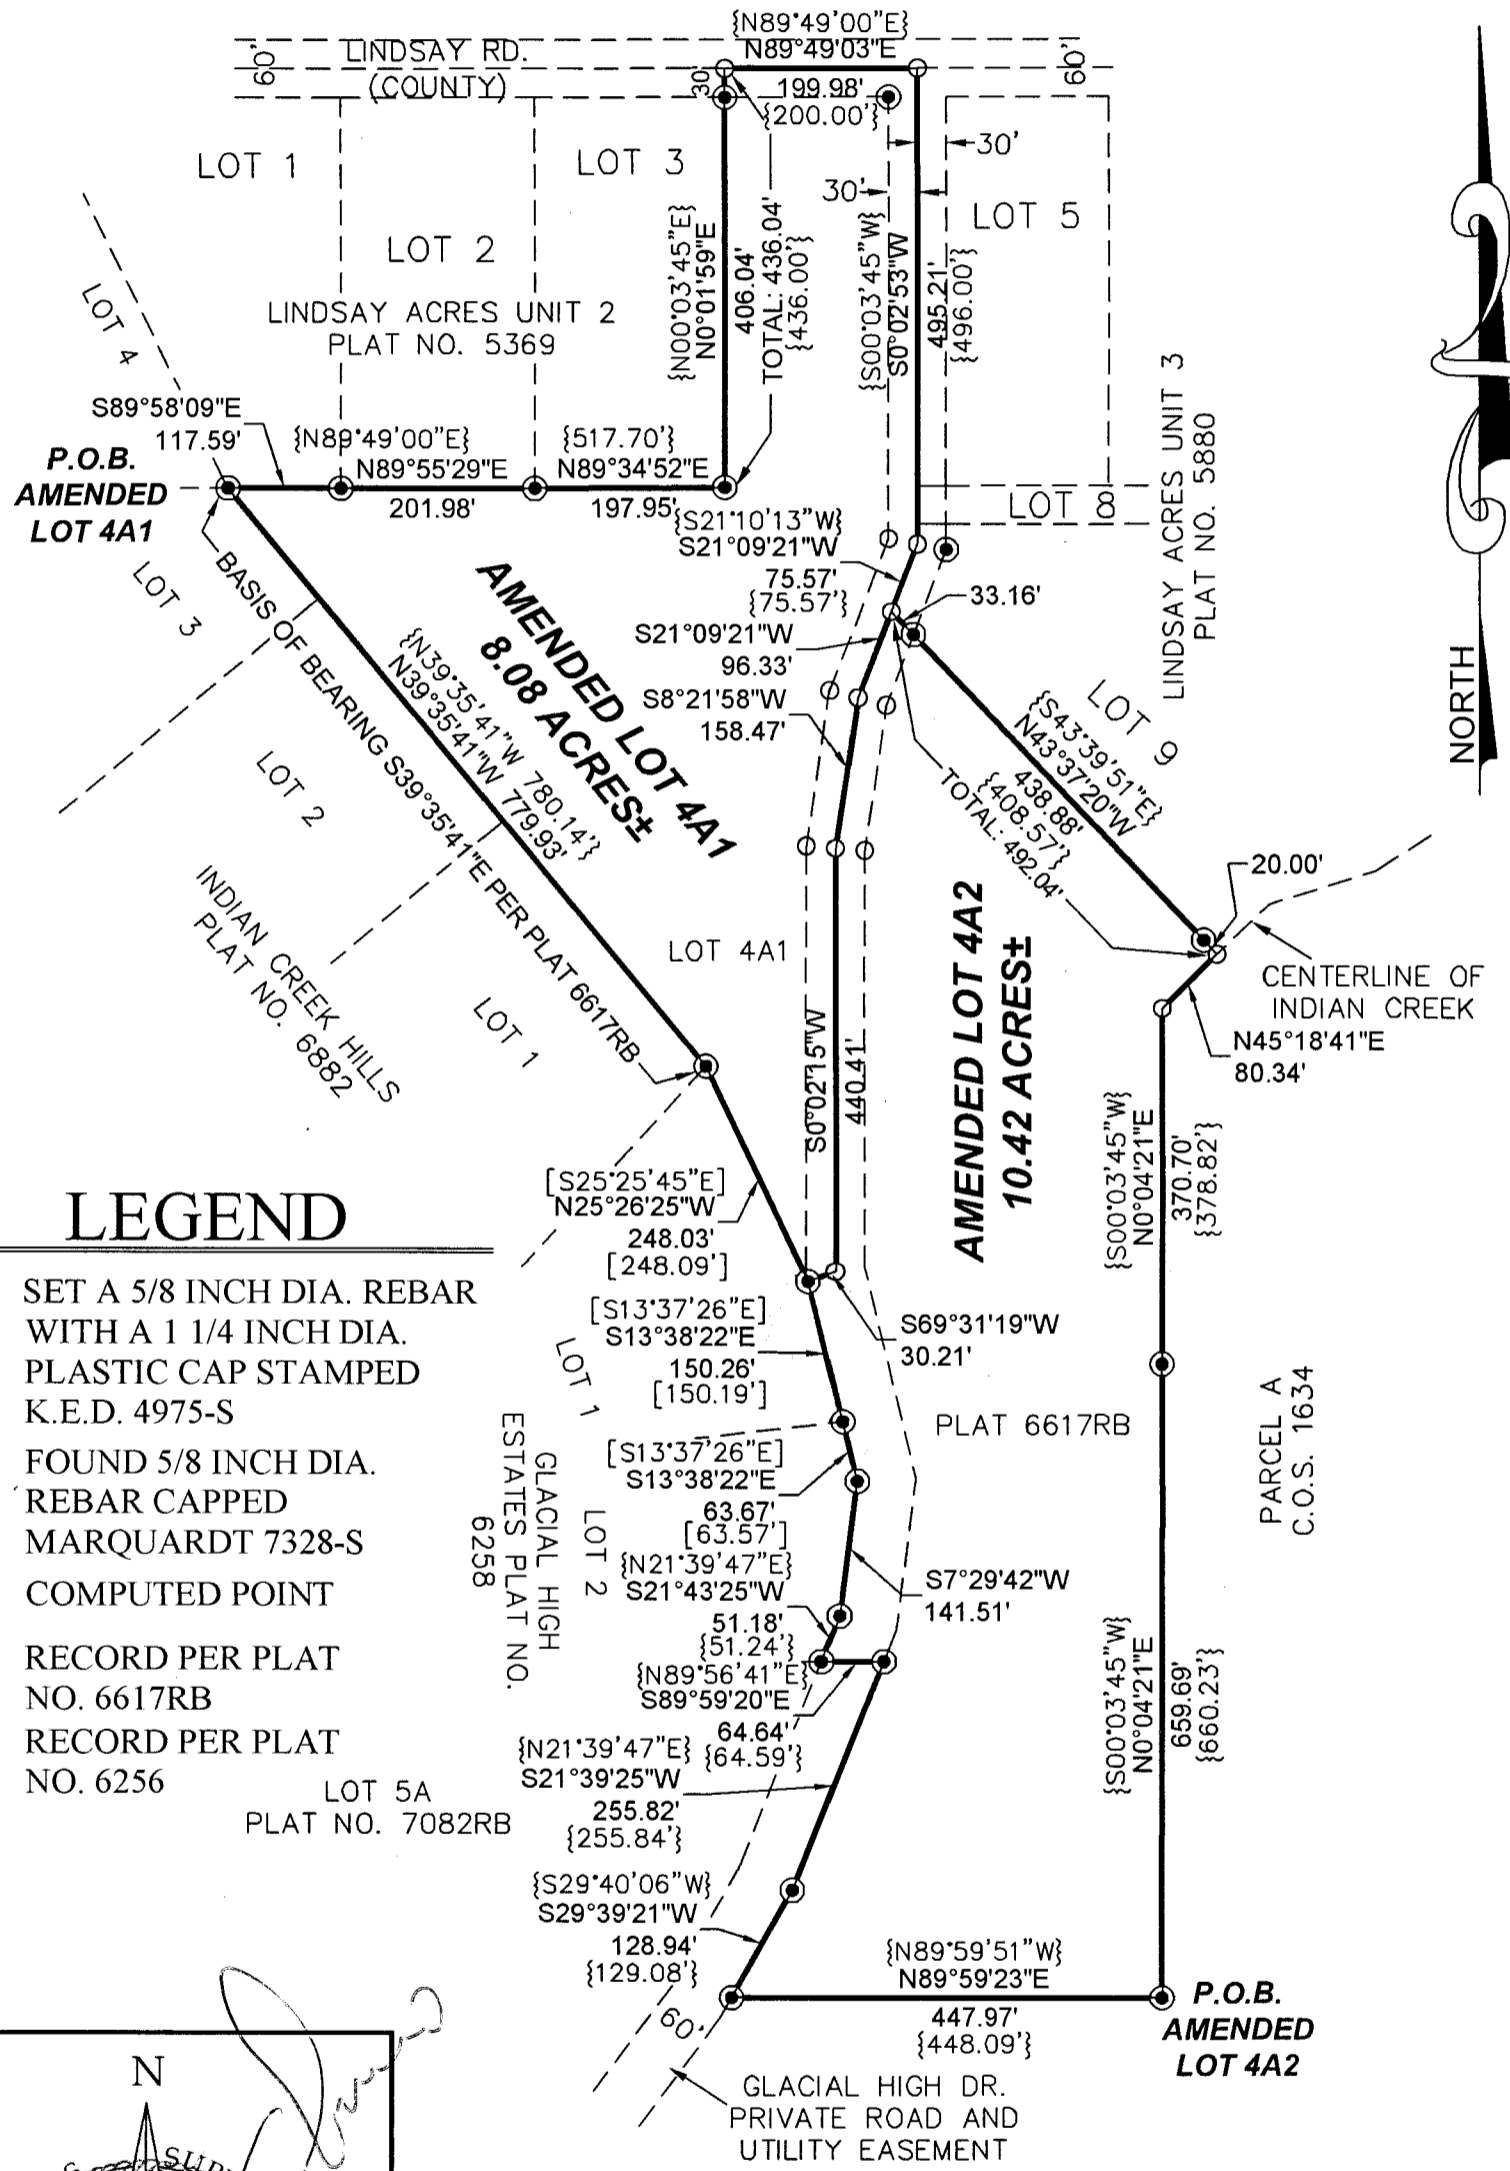 {N89°49'00"E}
N89°49'03"E
60'
LINDSAY RD.
(COUNTY)
30'
199.98'
{200.00'}
60'
30'
30'
LOT 1
LOT 2
LOT 3
LOT 5
LINDSAY ACRES UNIT 2
PLAT NO. 5369
{N00°03'45"E}
N0°01'59"E
406.04'
TOTAL: 436.04'
{436.00'}
{S00°03'45"W}
S0°02'53"W
495.21'
{496.00'}
LOT 4
S89°58'09"E
117.59'
P.O.B.
AMENDED
LOT 4A1
{N89°49'00"E}
N89°55'29"E
201.98'
{517.70'}
N89°34'52"E
197.95'
LOT 8
LINDSAY ACRES UNIT 3
PLAT NO. 5880
NORTH
{S21°10'13"W}
S21°09'21"W
75.57'
{75.57'}
33.16'
S21°09'21"W
96.33'
S8°21'58"W
158.47'
LOT 3
BASIS OF BEARING S39°35'41"E PER PLAT 6617RB
{N39°35'41"W 780.14'}
N39°35'41"W 779.93'
AMENDED LOT 4A1
8.08 ACRES±
LOT 9
{S43°39'51"E}
N43°37'20"W
438.88'
{408.57'}
TOTAL: 492.04'
20.00'
LOT 2
INDIAN CREEK HILLS
PLAT NO. 6882
LOT 1
LOT 4A1
AMENDED LOT 4A2
10.42 ACRES±
CENTERLINE OF
INDIAN CREEK
N45°18'41"E
80.34'
S0°02'15"W
440.41'
{S00°03'45"W}
N0°04'21"E
370.70'
{378.82'}
LEGEND
SET A 5/8 INCH DIA. REBAR
WITH A 1 1/4 INCH DIA.
PLASTIC CAP STAMPED
K.E.D. 4975-S
FOUND 5/8 INCH DIA.
REBAR CAPPED
MARQUARDT 7328-S
COMPUTED POINT
RECORD PER PLAT
NO. 6617RB
RECORD PER PLAT
NO. 6256
[S25°25'45"E]
N25°26'25"W
248.03'
[248.09']
[S13°37'26"E]
S13°38'22"E
150.26'
[150.19']
S69°31'19"W
30.21'
LOT 1
GLACIAL HIGH
ESTATES PLAT NO.
6258
LOT 2
[S13°37'26"E]
S13°38'22"E
63.67'
[63.57']
PLAT 6617RB
PARCEL A
C.O.S. 1634
{N21°39'47"E}
S21°43'25"W
51.18'
{51.24'}
S7°29'42"W
141.51'
{N89°56'41"E}
S89°59'20"E
64.64'
{64.59'}
{S00°03'45"W}
N0°04'21"E
659.69'
{660.23'}
LOT 5A
PLAT NO. 7082RB
{N21°39'47"E}
S21°39'25"W
255.82'
{255.84'}
{S29°40'06"W}
S29°39'21"W
128.94'
{129.08'}
{N89°59'51"W}
N89°59'23"E
447.97'
{448.09'}
P.O.B.
AMENDED
LOT 4A2
60'
GLACIAL HIGH DR.
PRIVATE ROAD AND
UTILITY EASEMENT
N